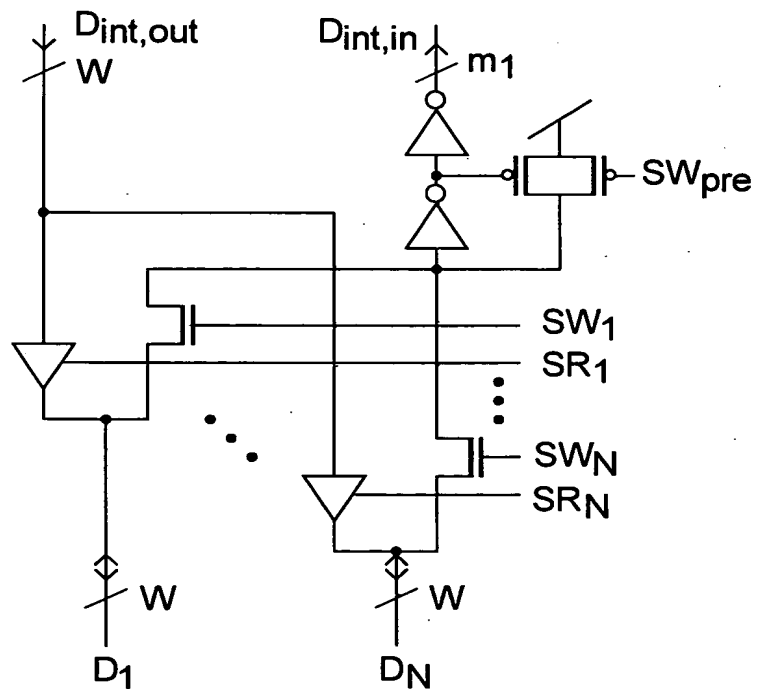 Dint,out
Dint,in
W
m1
SWpre
SW1
SR1
SWN
SRN
W
W
D1
DN